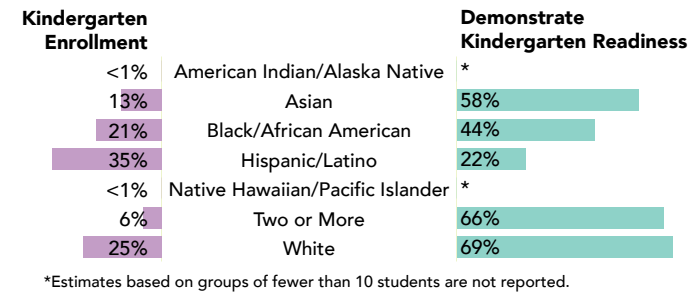 Kindergarten Enrollment Demonstrate Kindergarten Readiness
<1% American Indian/Alaska Native *
13% Asian 58%
21% Black/African American 44%
35% Hispanic/Latino 22%
<1% Native Hawaiian/Pacific Islander *
6% Two or More 66%
25% White 69%
*Estimates based on groups of fewer than 10 students are not reported.